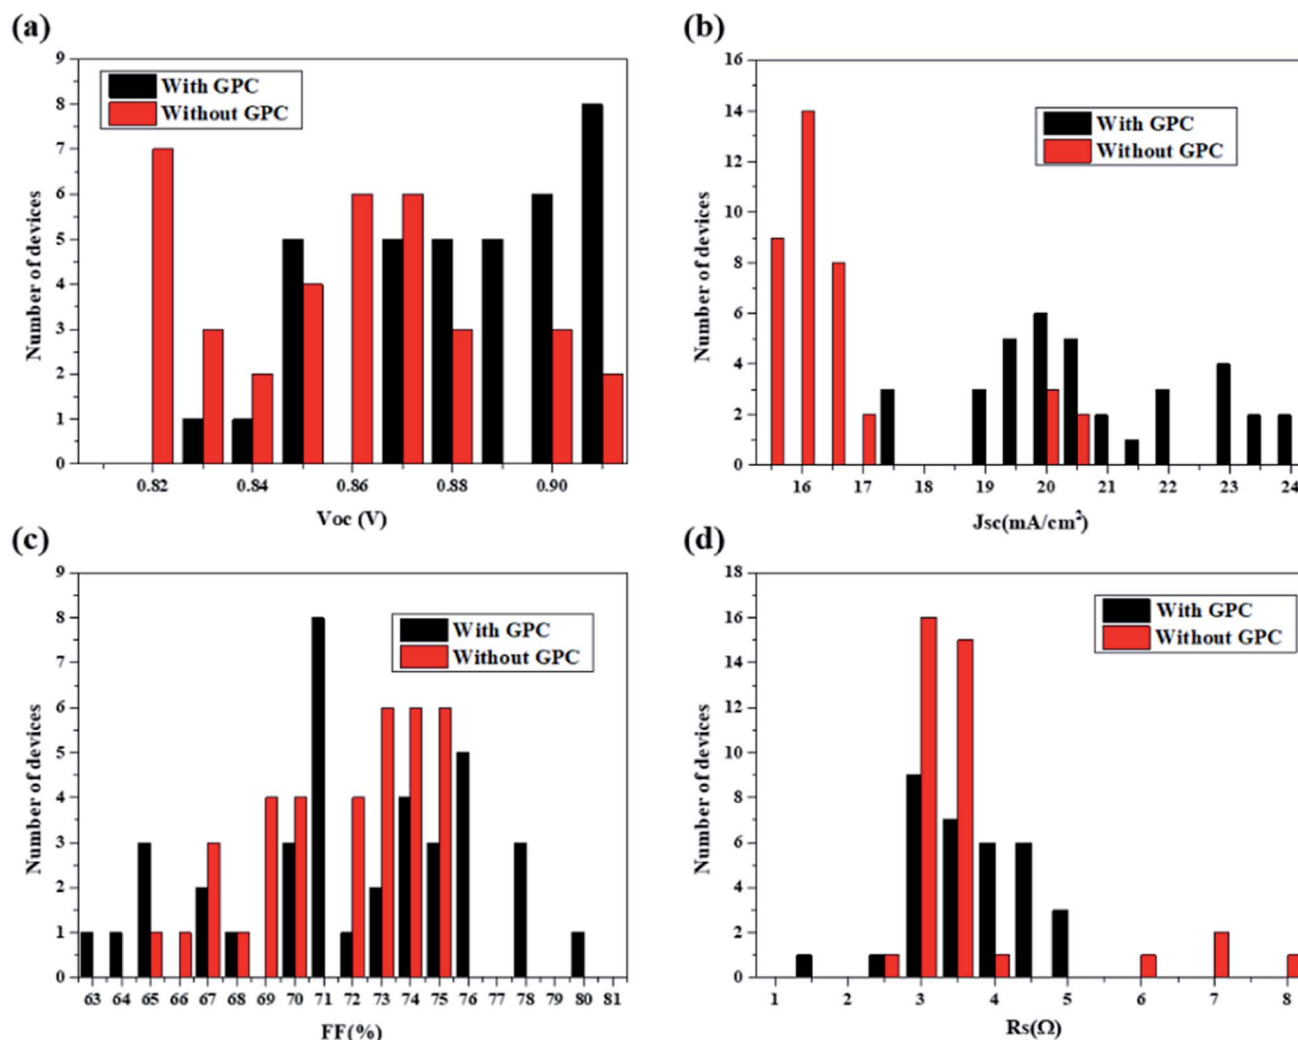 (a)
9
8
7
6
5
4
3
2
1
0
Number of devices
With GPC
Without GPC
0.82 0.84 0.86 0.88 0.90
Voc (V)
(b)
16
14
12
10
8
6
4
2
0
Number of devices
With GPC
Without GPC
16 17 18 19 20 21 22 23 24
Jsc(mA/cm²)
(c)
9
8
7
6
5
4
3
2
1
0
Number of devices
With GPC
Without GPC
63 64 65 66 67 68 69 70 71 72 73 74 75 76 77 78 79 80 81
FF(%)
(d)
18
16
14
12
10
8
6
4
2
0
Number of devices
With GPC
Without GPC
1 2 3 4 5 6 7 8
Rs(Ω)